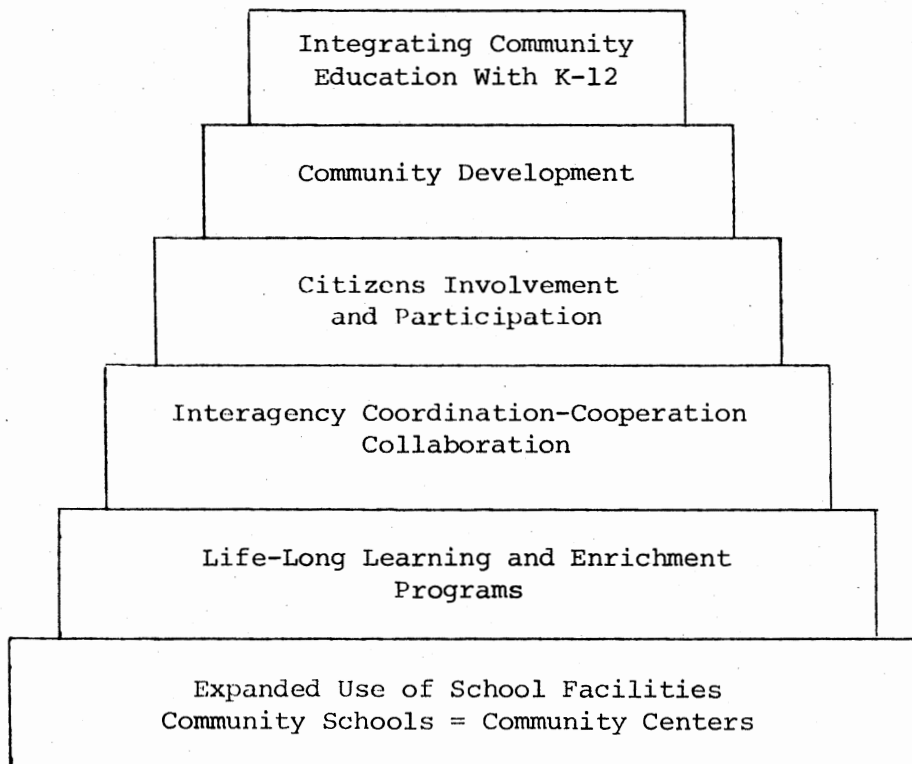 Integrating Community
Education With K-12
Community Development
Citizens Involvement
and Participation
Interagency Coordination-Cooperation
Collaboration
Life-Long Learning and Enrichment
Programs
Expanded Use of School Facilities
Community Schools = Community Centers